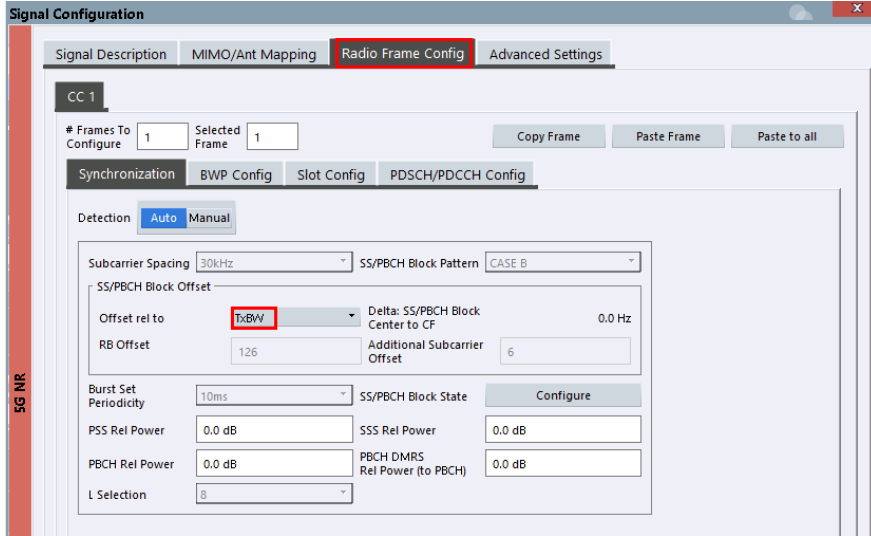 Signal Configuration
x
Signal Description MIMO/Ant Mapping Radio Frame Config Advanced Settings
CC 1
# Frames To Configure 1 Selected Frame 1 Copy Frame Paste Frame Paste to all
Synchronization BWP Config Slot Config PDSCH/PDCCH Config
Detection Auto Manual
Subcarrier Spacing 30kHz SS/PBCH Block Pattern CASE B
SS/PBCH Block Offset
Offset rel to TxBW Delta: SS/PBCH Block Center to CF 0.0 Hz
RB Offset 126 Additional Subcarrier Offset 6
Burst Set Periodicity 10ms SS/PBCH Block State Configure
PSS Rel Power 0.0 dB SSS Rel Power 0.0 dB
PBCH Rel Power 0.0 dB PBCH DMRS Rel Power (to PBCH) 0.0 dB
L Selection 8
5G NR